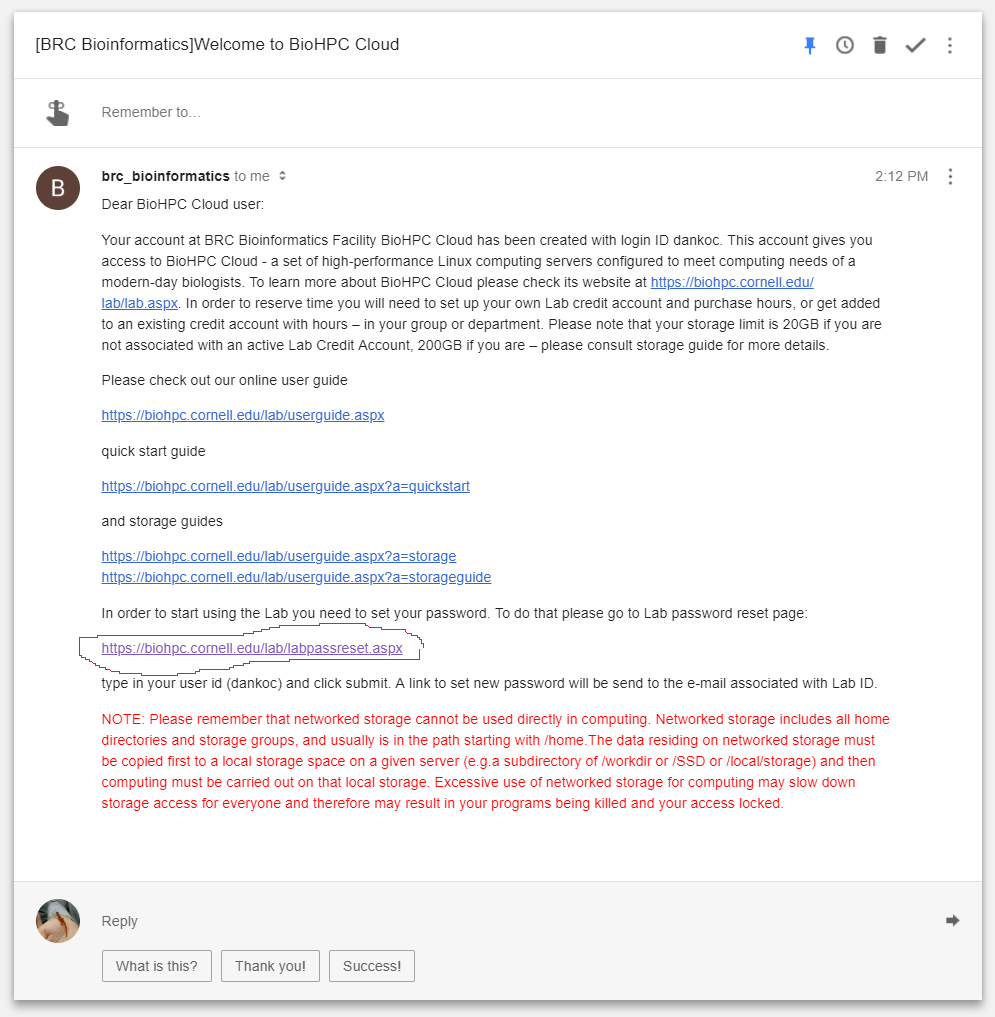 [BRC Bioinformatics]Welcome to BioHPC Cloud
Remember to...
B
brc_bioinformatics to me
2:12 PM
Dear BioHPC Cloud user:
Your account at BRC Bioinformatics Facility BioHPC Cloud has been created with login ID dankoc. This account gives you
access to BioHPC Cloud - a set of high-performance Linux computing servers configured to meet computing needs of a
modern-day biologists. To learn more about BioHPC Cloud please check its website at https://biohpc.cornell.edu/
lab/lab.aspx. In order to reserve time you will need to set up your own Lab credit account and purchase hours, or get added
to an existing credit account with hours – in your group or department. Please note that your storage limit is 20GB if you are
not associated with an active Lab Credit Account, 200GB if you are – please consult storage guide for more details.
Please check out our online user guide
https://biohpc.cornell.edu/lab/userguide.aspx
quick start guide
https://biohpc.cornell.edu/lab/userguide.aspx?a=quickstart
and storage guides
https://biohpc.cornell.edu/lab/userguide.aspx?a=storage
https://biohpc.cornell.edu/lab/userguide.aspx?a=storageguide
In order to start using the Lab you need to set your password. To do that please go to Lab password reset page:
https://biohpc.cornell.edu/lab/labpassreset.aspx
type in your user id (dankoc) and click submit. A link to set new password will be send to the e-mail associated with Lab ID.
NOTE: Please remember that networked storage cannot be used directly in computing. Networked storage includes all home
directories and storage groups, and usually is in the path starting with /home.The data residing on networked storage must
be copied first to a local storage space on a given server (e.g.a subdirectory of /workdir or /SSD or /local/storage) and then
computing must be carried out on that local storage. Excessive use of networked storage for computing may slow down
storage access for everyone and therefore may result in your programs being killed and your access locked.
Reply
What is this?
Thank you!
Success!